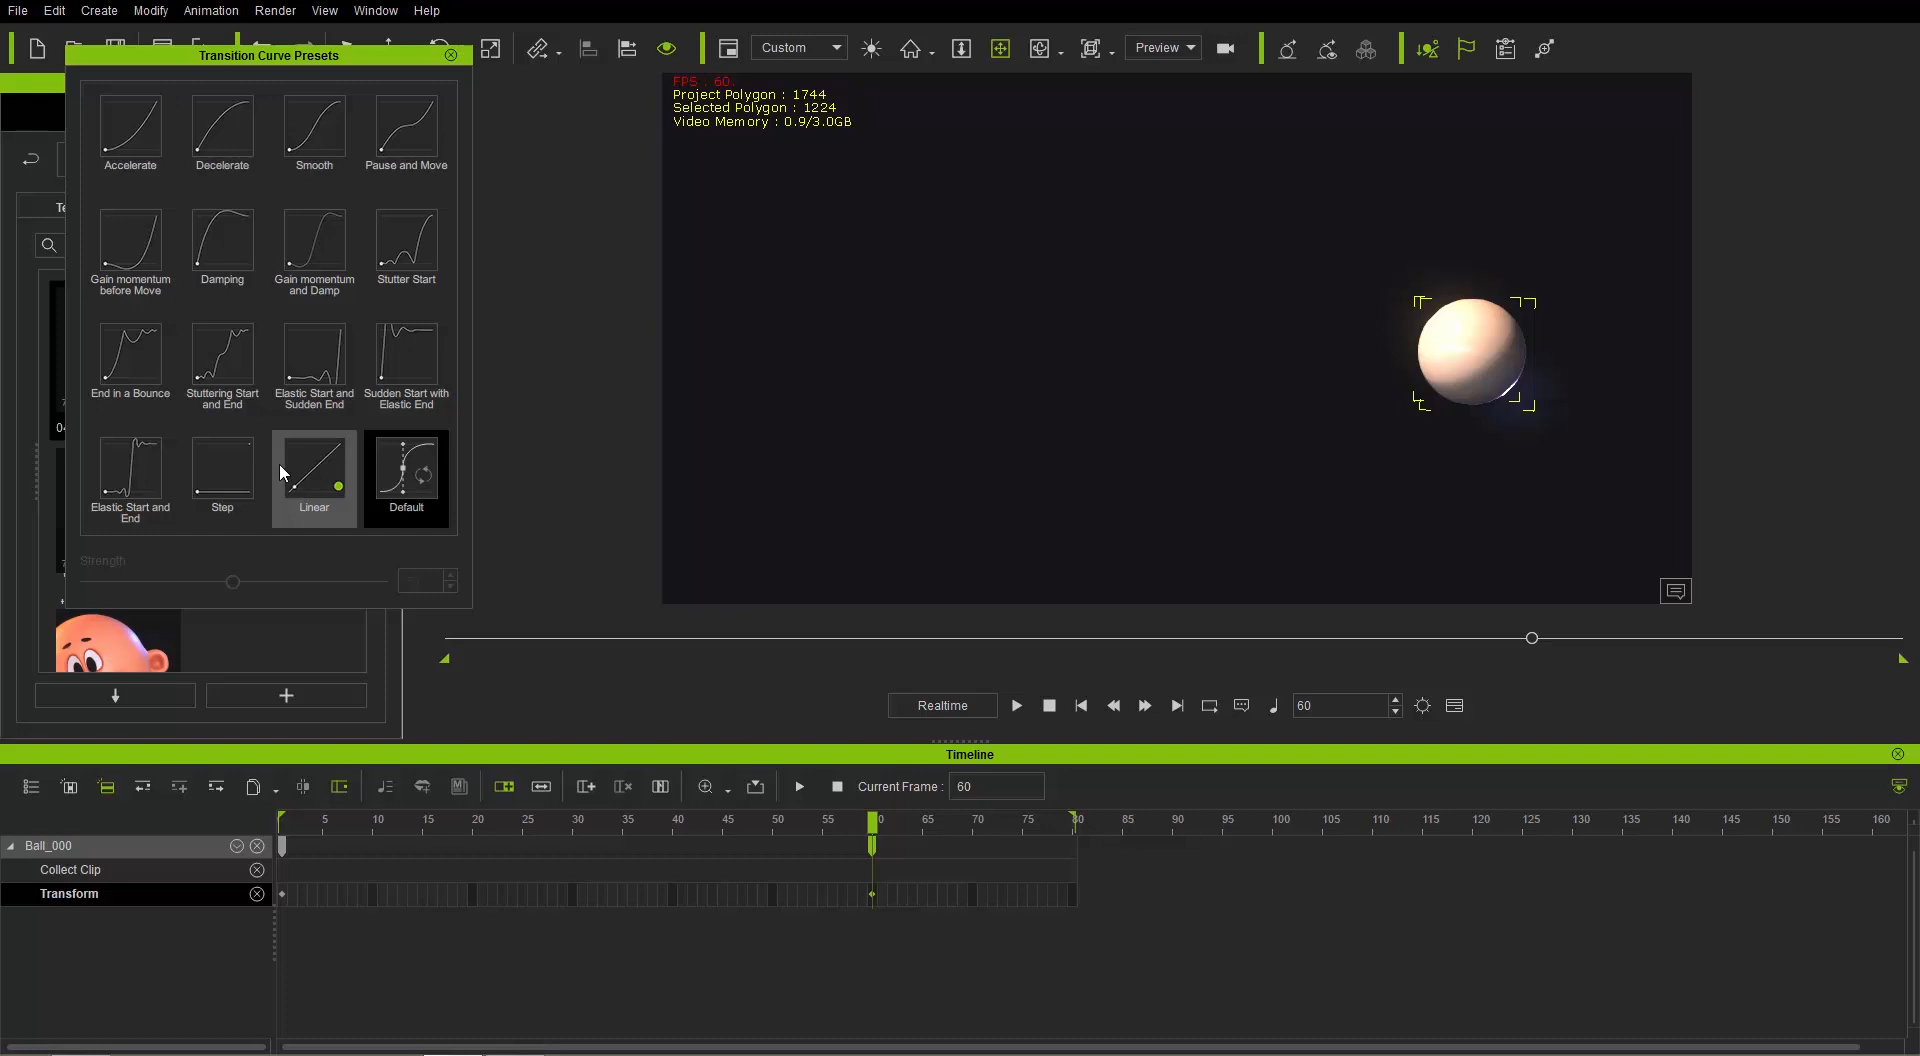 File Edit Create Modify Animation Render View Window Help
Custom
Preview
Transition Curve Presets
FPS : 60.
Project Polygon : 1744
Selected Polygon : 1224
Video Memory : 0.9/3.0GB
Accelerate Decelerate Smooth Pause and Move
Gain momentum before Move Damping Gain momentum and Damp Stutter Start
End in a Bounce Stuttering Start and End Elastic Start and Sudden End Sudden Start with Elastic End
Elastic Start and End Step Linear Default
Strength
Realtime
60
Timeline
Current Frame : 60
5 10 15 20 25 30 35 40 45 50 55 0 65 70 75 80 85 90 95 100 105 110 115 120 125 130 135 140 145 150 155 160
Ball_000
Collect Clip
Transform